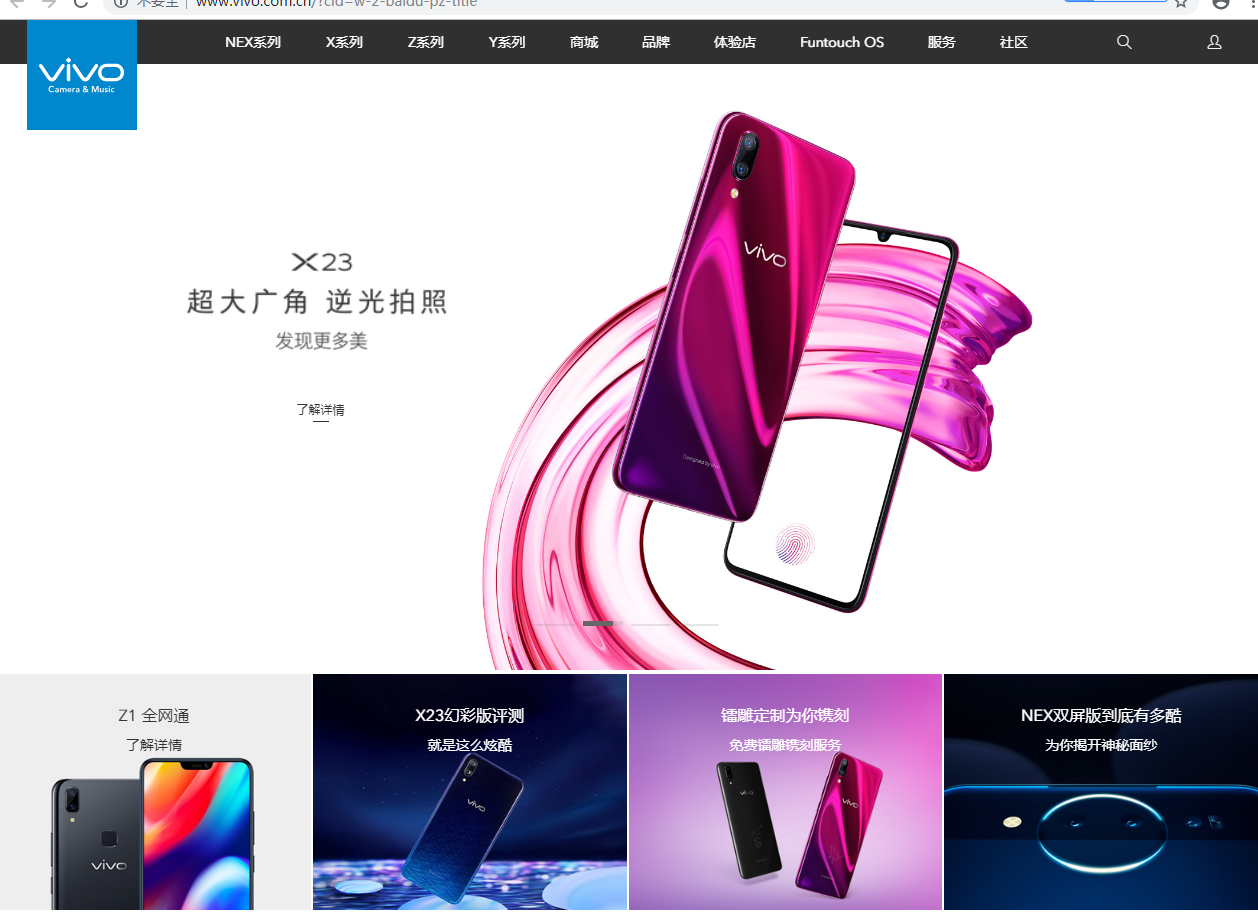 不安全 | www.vivo.com.cn/?cid=w-z-baidu-pz-title
NEX系列 X系列 Z系列 Y系列 商城 品牌 体验店 Funtouch OS 服务 社区
vivo
Camera & Music
X23
超大广角 逆光拍照
发现更多美
了解详情
vivo
Designed by vivo
Z1 全网通
了解详情
vivo
X23幻彩版评测
就是这么炫酷
vivo
镭雕定制为你镌刻
免费镭雕镌刻服务
vivo
vivo
NEX双屏版到底有多酷
为你揭开神秘面纱